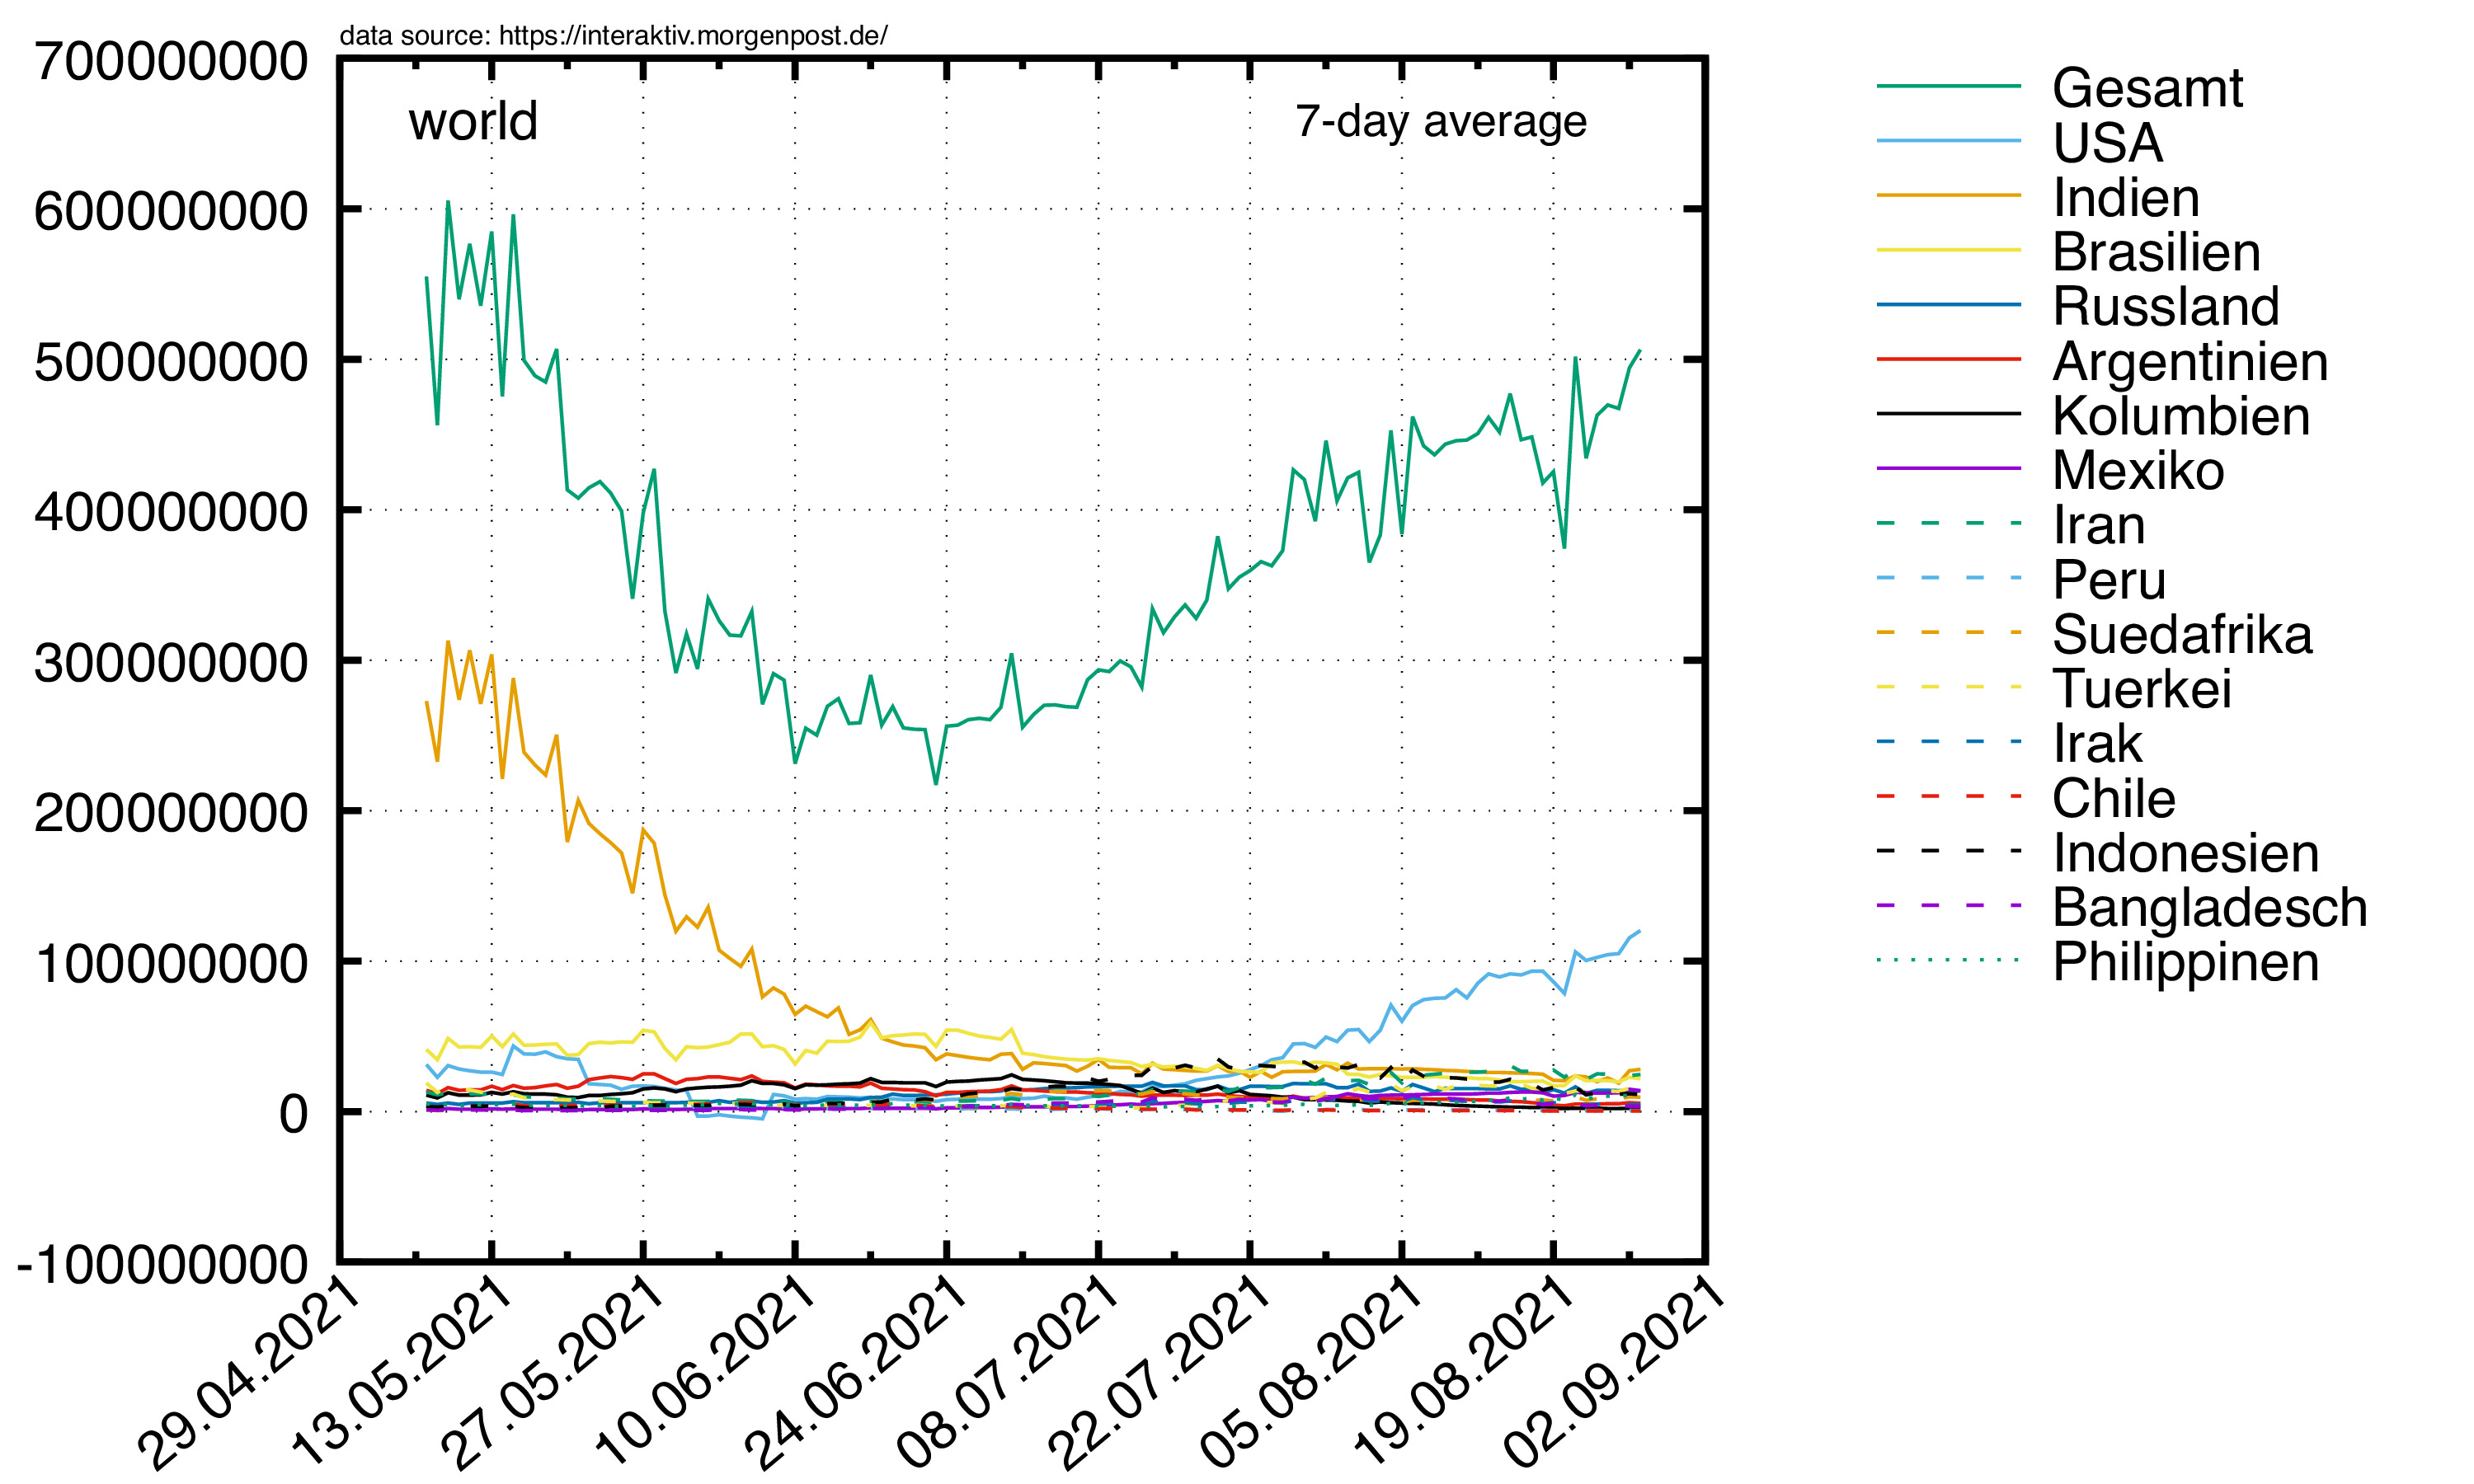 data source: https://interaktiv.morgenpost.de/
700000000
600000000
500000000
400000000
300000000
200000000
100000000
0
-100000000
world
7-day average
29.04.2021
13.05.2021
27.05.2021
10.06.2021
24.06.2021
08.07.2021
22.07.2021
05.08.2021
19.08.2021
02.09.2021
Gesamt
USA
Indien
Brasilien
Russland
Argentinien
Kolumbien
Mexiko
Iran
Peru
Suedafrika
Tuerkei
Irak
Chile
Indonesien
Bangladesch
Philippinen